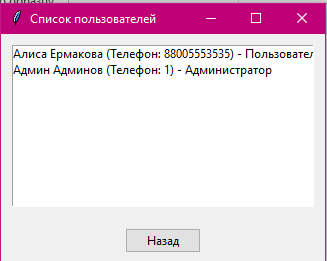 Список пользователей
Алиса Ермакова (Телефон: 88005553535) - Пользовател
Админ Админов (Телефон: 1) - Администратор
Назад